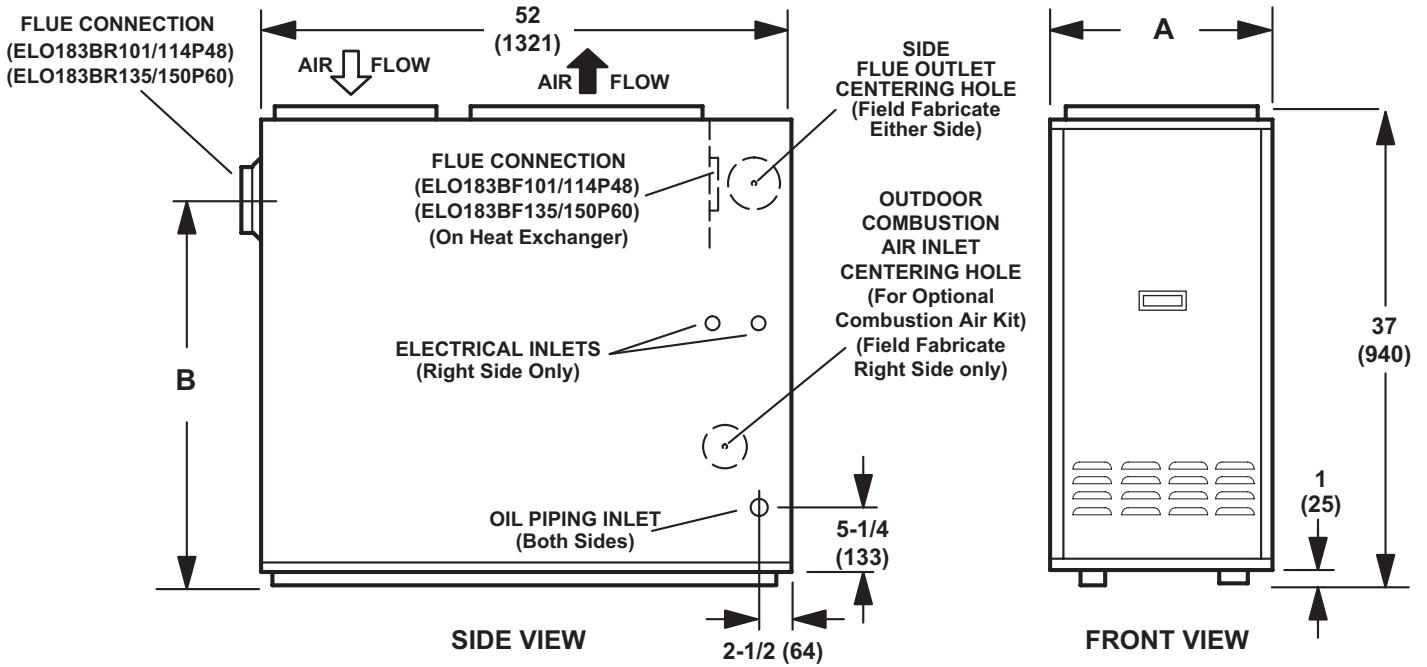 FLUE CONNECTION
(ELO183BR101/114P48)
(ELO183BR135/150P60)
52
(1321)
AIR FLOW
AIR FLOW
SIDE
FLUE OUTLET
CENTERING HOLE
(Field Fabricate
Either Side)
A
FLUE CONNECTION
(ELO183BF101/114P48)
(ELO183BF135/150P60)
(On Heat Exchanger)
OUTDOOR
COMBUSTION
AIR INLET
CENTERING HOLE
(For Optional
Combustion Air Kit)
(Field Fabricate
Right Side only)
ELECTRICAL INLETS
(Right Side Only)
B
37
(940)
OIL PIPING INLET
(Both Sides)
5-1/4
(133)
1
(25)
2-1/2 (64)
SIDE VIEW
FRONT VIEW